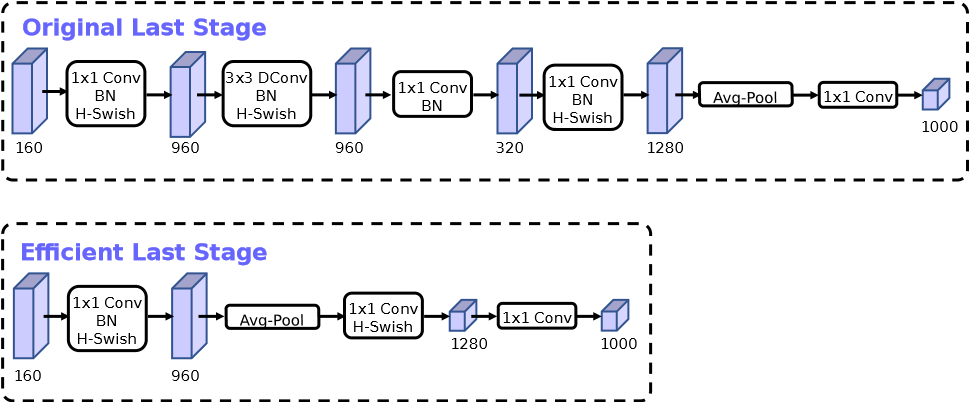 Original Last Stage
1x1 Conv
BN
H-Swish
3x3 DConv
BN
H-Swish
1x1 Conv
BN
1x1 Conv
BN
H-Swish
Avg-Pool
1x1 Conv
160
960
960
320
1280
1000
Efficient Last Stage
1x1 Conv
BN
H-Swish
Avg-Pool
1x1 Conv
H-Swish
1x1 Conv
160
960
1280
1000